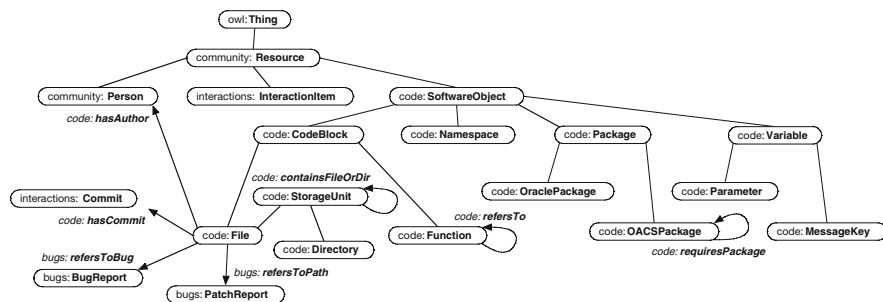 owl: Thing
community: Resource
community: Person
interactions: InteractionItem
code: SoftwareObject
code: hasAuthor
code: CodeBlock
code: Namespace
code: Package
code: Variable
code: containsFileOrDir
interactions: Commit
code: StorageUnit
code: OraclePackage
code: Parameter
code: hasCommit
code: refersTo
code: File
code: Function
code: OACSPackage
code: MessageKey
code: Directory
code: requiresPackage
bugs: refersToBug
bugs: BugReport
bugs: refersToPath
bugs: PatchReport